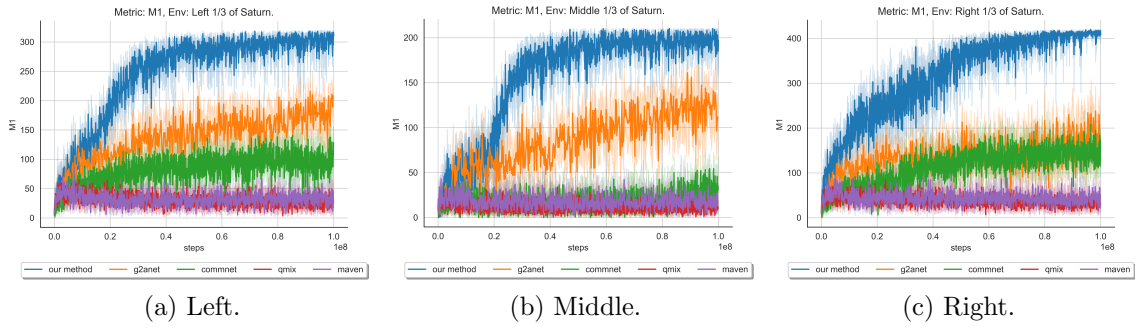 Metric: M1, Env: Left 1/3 of Saturn.
300
250
200
150
100
50
0
M1
0.0 0.2 0.4 0.6 0.8 1.0
steps
1e8
our method g2anet commnet qmix maven
(a) Left.
Metric: M1, Env: Middle 1/3 of Saturn.
200
150
100
50
0
M1
0.0 0.2 0.4 0.6 0.8 1.0
steps
1e8
our method g2anet commnet qmix maven
(b) Middle.
Metric: M1, Env: Right 1/3 of Saturn.
400
300
200
100
0
M1
0.0 0.2 0.4 0.6 0.8 1.0
steps
1e8
our method g2anet commnet qmix maven
(c) Right.